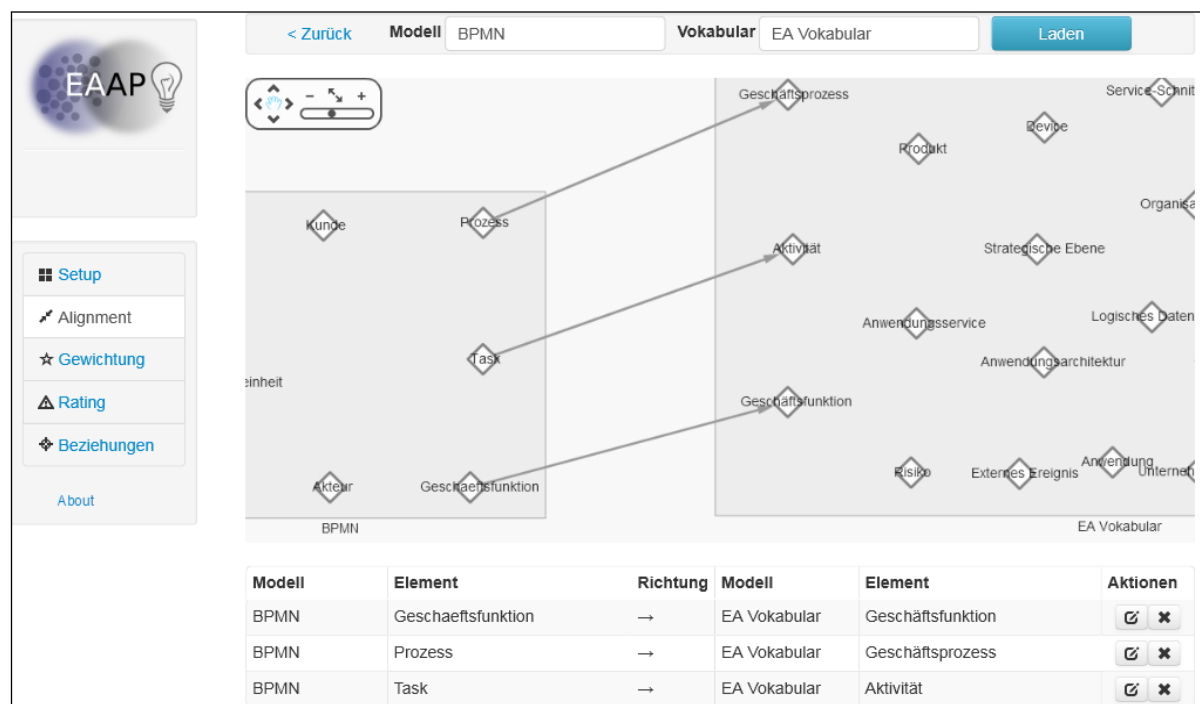 EAAP
< Zurück Modell BPMN Vokabular EA Vokabular Laden
Setup
Alignment
Gewichtung
Rating
Beziehungen
About
Geschäftsprozess
Service-Schnit
Device
Produkt
Kunde
Prozess
Organisa
Aktivität
Strategische Ebene
Anwendungsservice
Logisches Daten
Task
Anwendungsarchitektur
einheit
Geschäftsfunktion
Akteur
Geschaeftsfunktion
Risiko
Externes Ereignis
Anwendung
Unterneh
BPMN
EA Vokabular
Modell Element Richtung Modell Element Aktionen
BPMN Geschaeftsfunktion → EA Vokabular Geschäftsfunktion
BPMN Prozess → EA Vokabular Geschäftsprozess
BPMN Task → EA Vokabular Aktivität